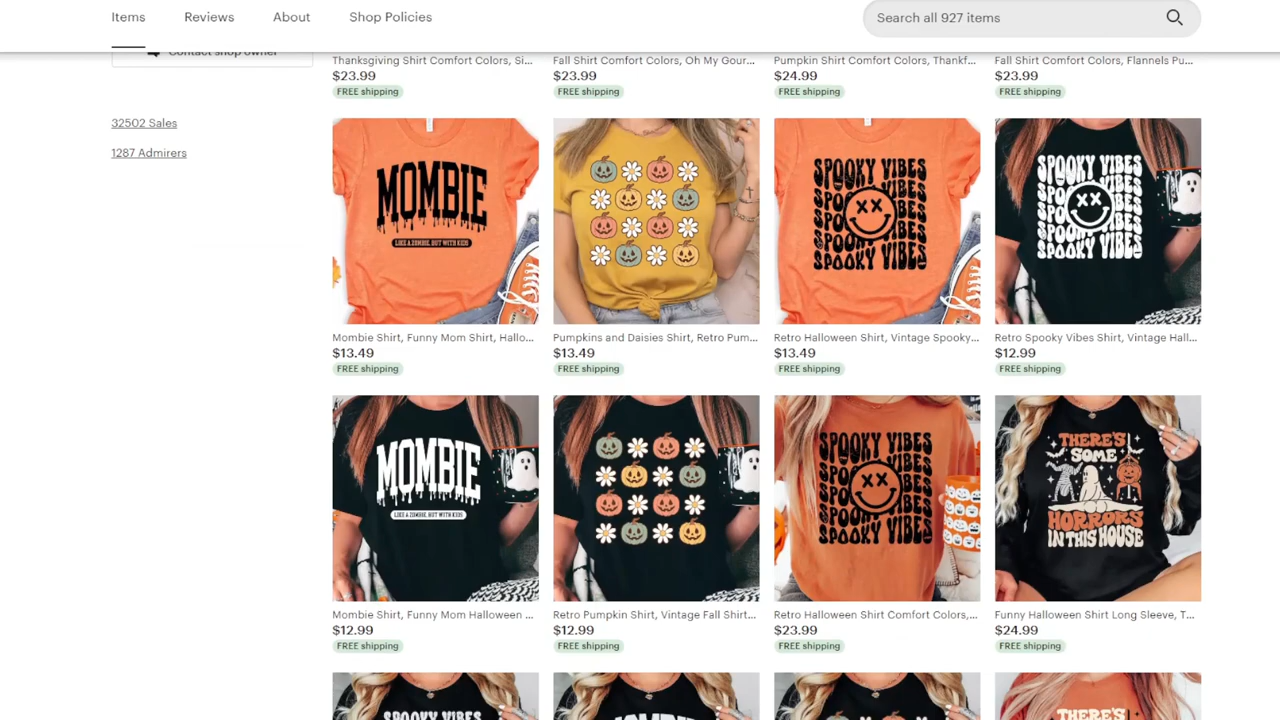 Items Reviews About Shop Policies Search all 927 items
Contact shop owner
Thanksgiving Shirt Comfort Colors, Si... Fall Shirt Comfort Colors, Oh My Gour... Pumpkin Shirt Comfort Colors, Thankf... Fall Shirt Comfort Colors, Flannels Pu...
$23.99 $23.99 $24.99 $23.99
FREE shipping FREE shipping FREE shipping FREE shipping
32502 Sales
1287 Admirers
MOMBIE
LIKE A ZOMBIE, BUT WITH KIDS
SPOOKY VIBES
SPOOKY VIBES
SPOOKY VIBES
SPOOKY VIBES
Mombie Shirt, Funny Mom Shirt, Hallo... Pumpkins and Daisies Shirt, Retro Pum... Retro Halloween Shirt, Vintage Spooky... Retro Spooky Vibes Shirt, Vintage Hall...
$13.49 $13.49 $13.49 $12.99
FREE shipping FREE shipping FREE shipping FREE shipping
MOMBIE
LIKE A ZOMBIE, BUT WITH KIDS
SPOOKY VIBES
SPOOKY VIBES
THERE'S
SOME
HORRORS
IN THIS HOUSE
Mombie Shirt, Funny Mom Halloween ... Retro Pumpkin Shirt, Vintage Fall Shirt... Retro Halloween Shirt Comfort Colors,... Funny Halloween Shirt Long Sleeve, T...
$12.99 $12.99 $23.99 $24.99
FREE shipping FREE shipping FREE shipping FREE shipping
SPOOKY VIBES
THERE'S